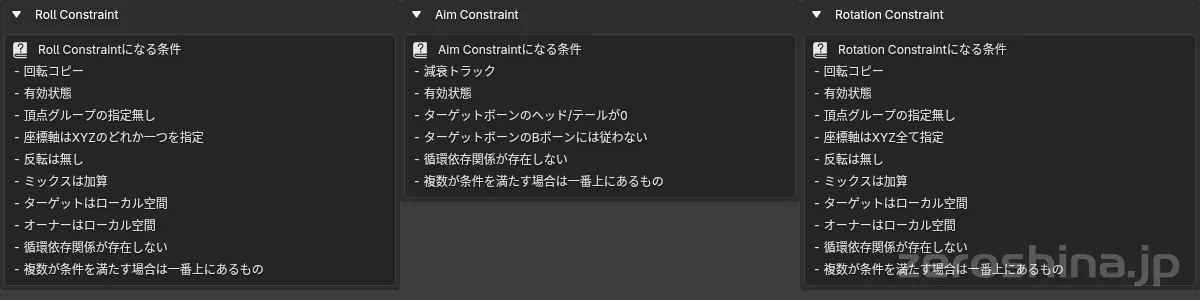 Roll Constraint
Roll Constraintになる条件
- 回転コピー
- 有効状態
- 頂点グループの指定無し
- 座標軸はXYZのどれか一つを指定
- 反転は無し
- ミックスは加算
- ターゲットはローカル空間
- オーナーはローカル空間
- 循環依存関係が存在しない
- 複数が条件を満たす場合は一番上にあるもの
Aim Constraint
Aim Constraintになる条件
- 減衰トラック
- 有効状態
- ターゲットボーンのヘッド/テールが0
- ターゲットボーンのBボーンには従わない
- 循環依存関係が存在しない
- 複数が条件を満たす場合は一番上にあるもの
Rotation Constraint
Rotation Constraintになる条件
- 回転コピー
- 有効状態
- 頂点グループの指定無し
- 座標軸はXYZ全て指定
- 反転は無し
- ミックスは加算
- ターゲットはローカル空間
- オーナーはローカル空間
- 循環依存関係が存在しない
- 複数が条件を満たす場合は一番上にあるもの
zeroshina.jp